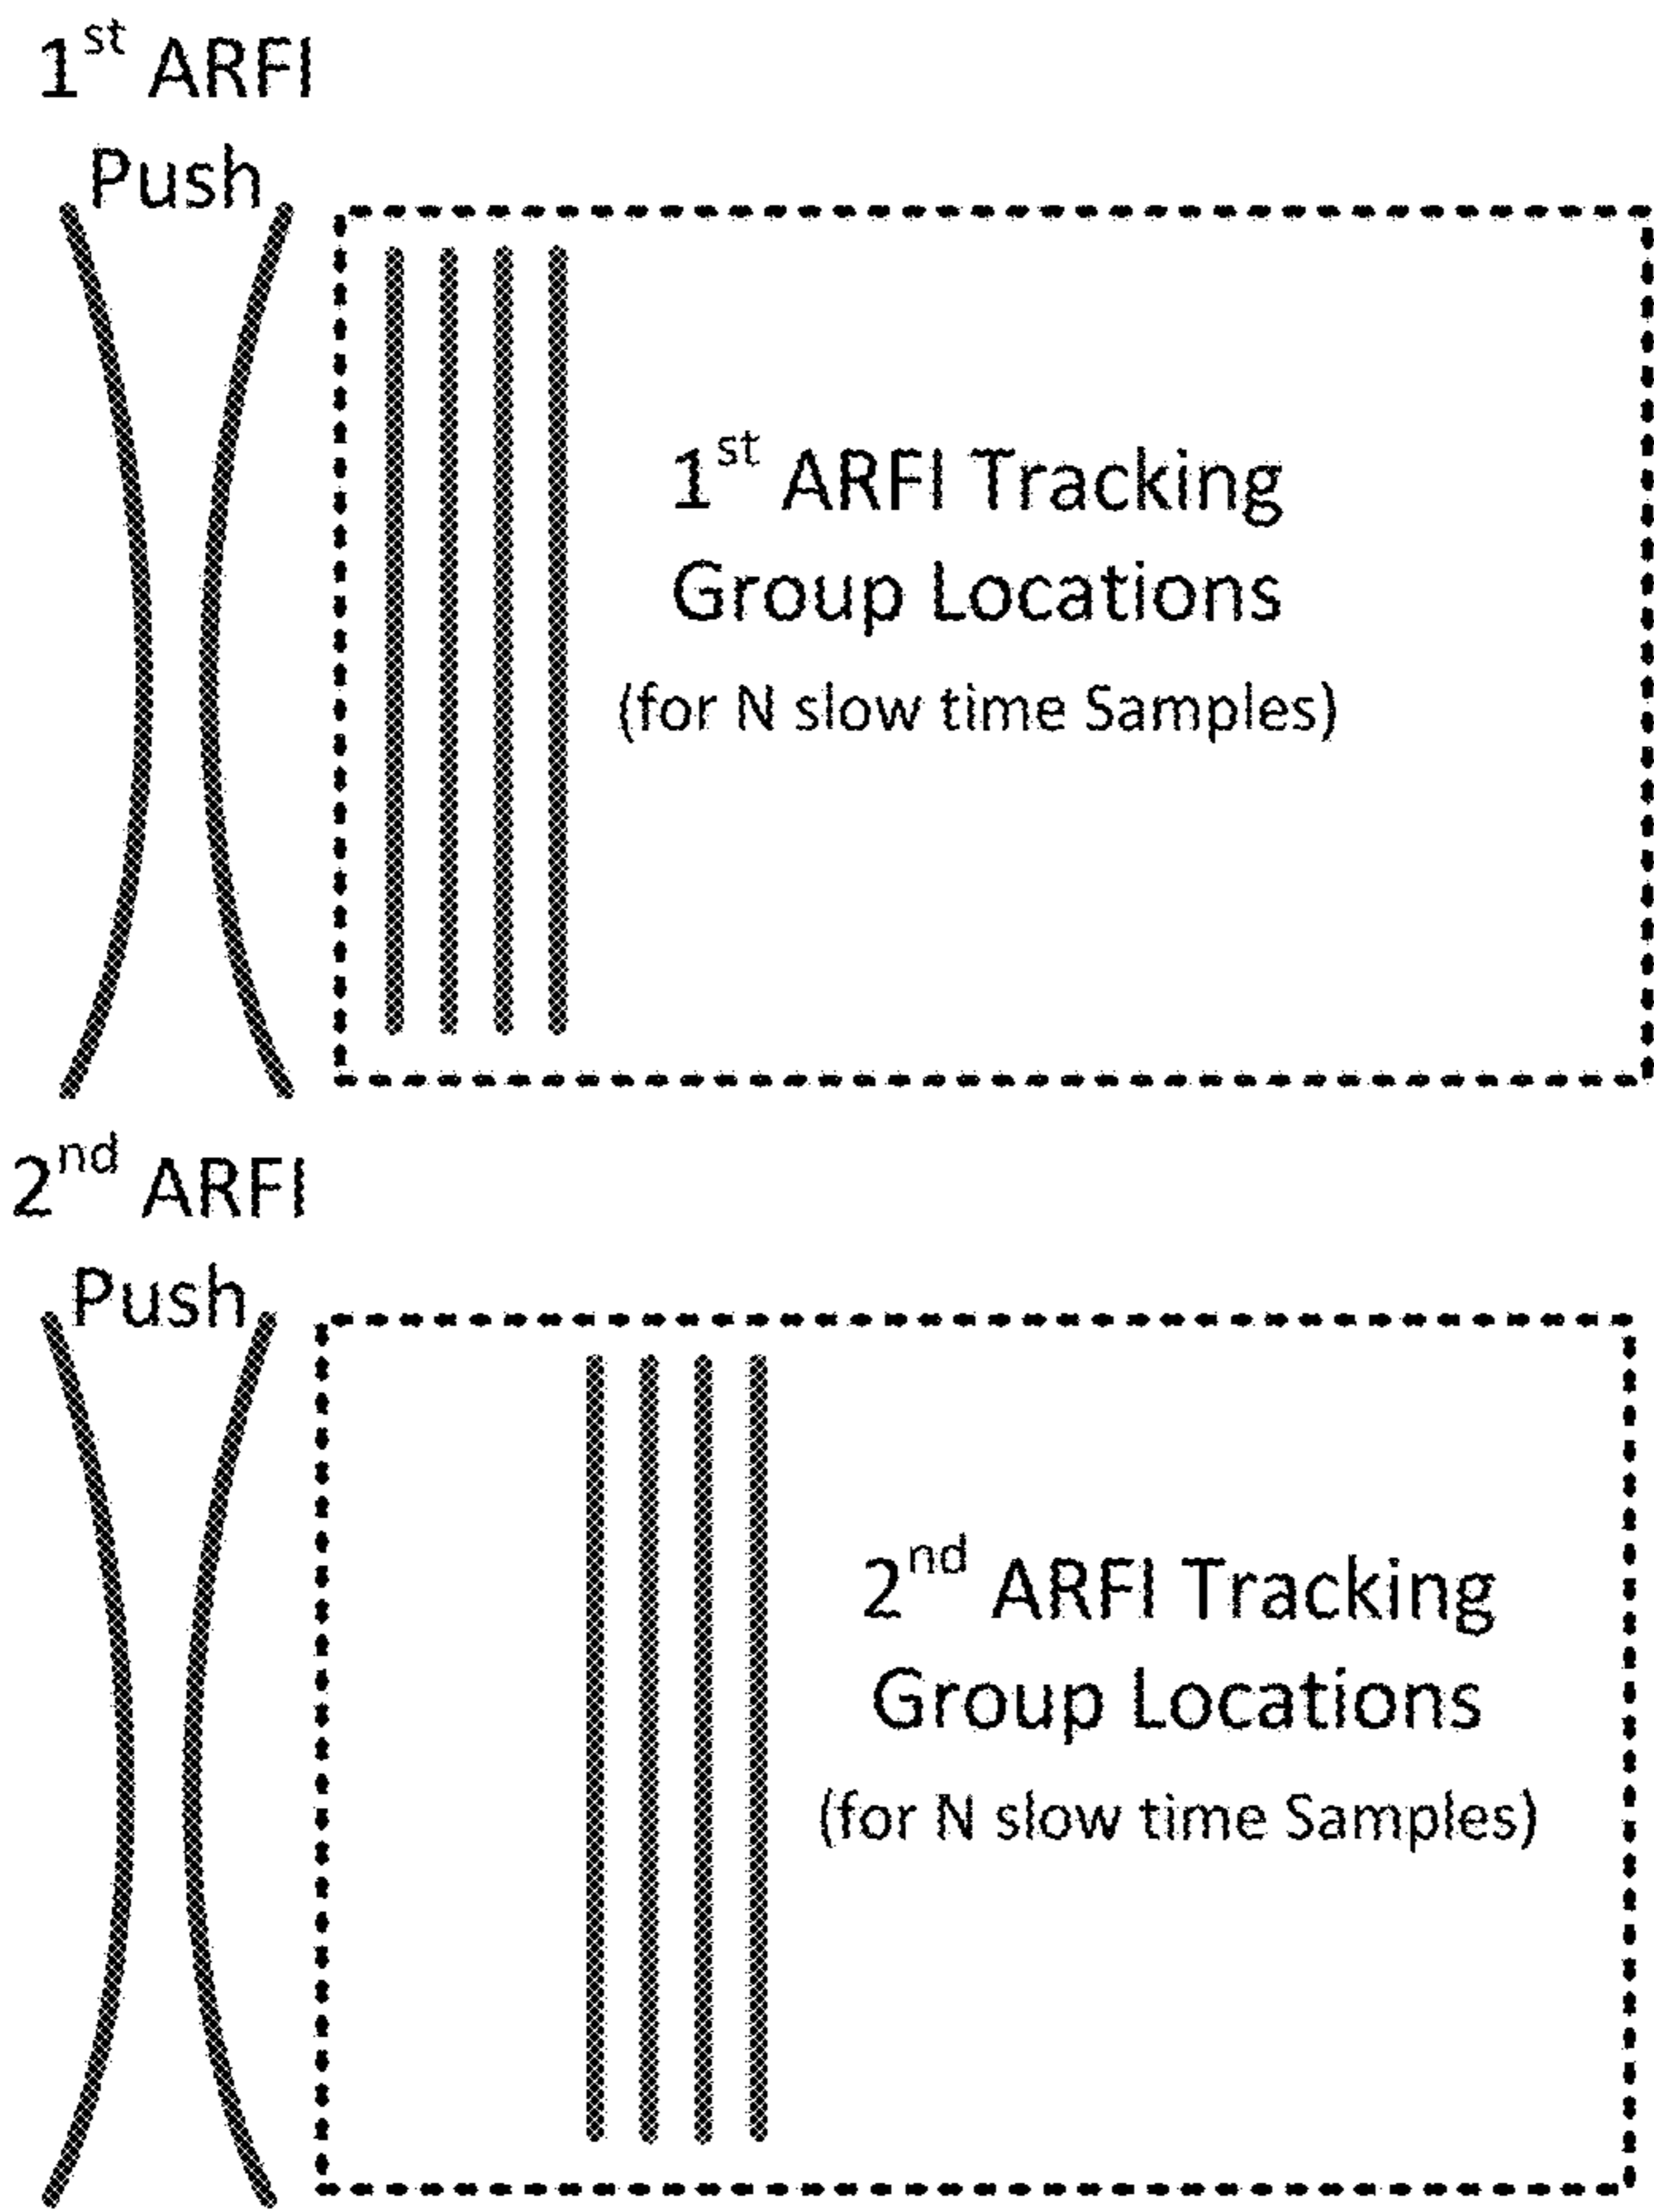 1st ARFI
Push
1st ARFI Tracking
Group Locations
(for N slow time Samples)
2nd ARFI
Push
2nd ARFI Tracking
Group Locations
(for N slow time Samples)